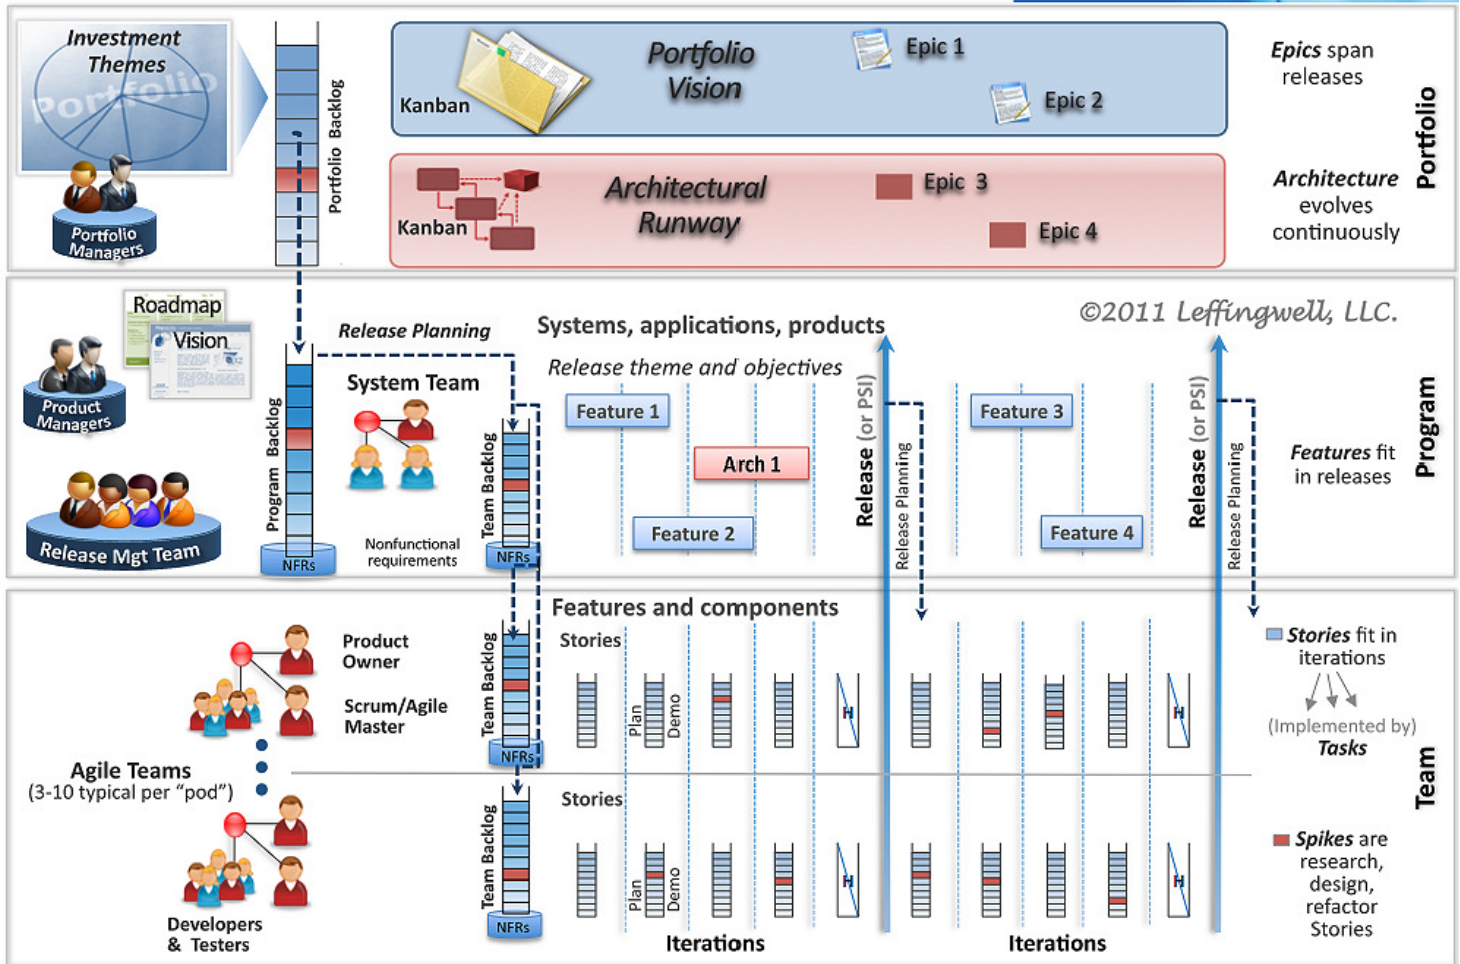 Investment
Themes
Portfolio
Portfolio Managers
Portfolio Backlog
Kanban
Portfolio
Vision
Epic 1
Epic 2
Epics span
releases
Kanban
Architectural
Runway
Epic 3
Epic 4
Architecture
evolves
continuously
Portfolio
Roadmap
Vision
Product
Managers
Release Mgt Team
Program Backlog
NFRs
Release Planning
System Team
Nonfunctional
requirements
Team Backlog
NFRs
Systems, applications, products
Release theme and objectives
Feature 1
Arch 1
Feature 2
Release (or PSI)
Release Planning
Feature 3
Feature 4
Release (or PSI)
Release Planning
©2011 Leffingwell, LLC.
Features fit
in releases
Program
Product
Owner
Scrum/Agile
Master
Agile Teams
(3-10 typical per “pod”)
Developers
& Testers
Team Backlog
NFRs
Team Backlog
NFRs
Features and components
Stories
Plan
Demo
H
H
Stories
Plan
Demo
H
H
Iterations
Iterations
Stories fit in
iterations
(Implemented by)
Tasks
Spikes are
research,
design,
refactor
Stories
Team